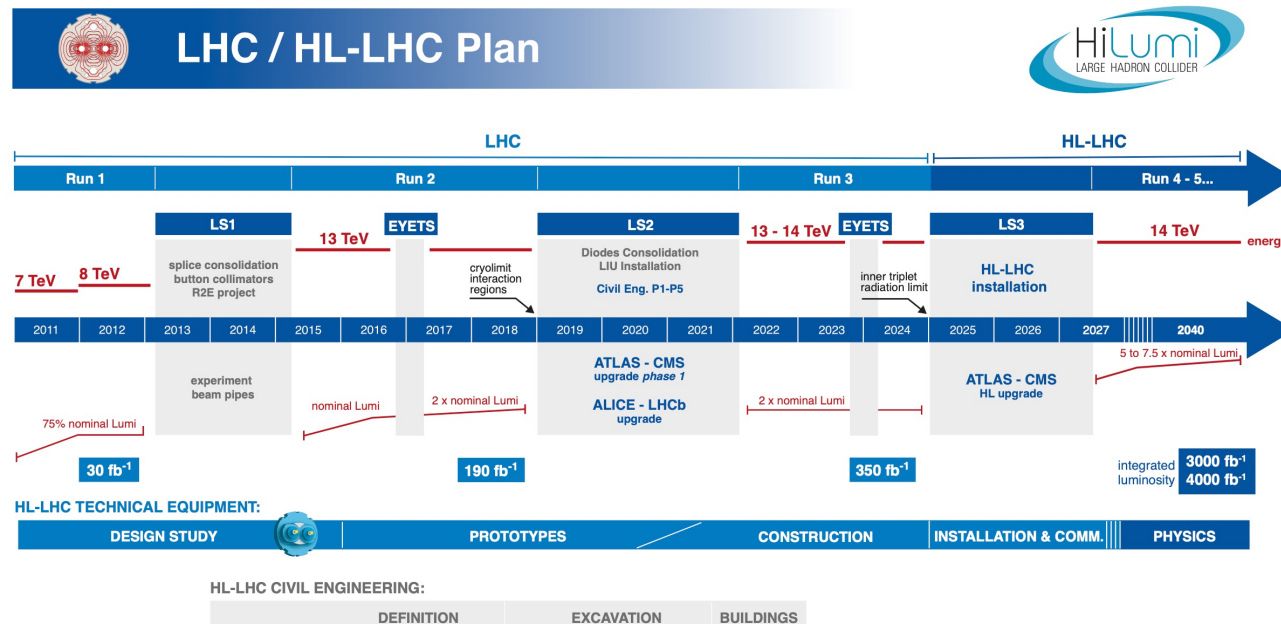 LHC / HL-LHC Plan
HiLumi
LARGE HADRON COLLIDER
LHC
HL-LHC
Run 1
Run 2
Run 3
Run 4 - 5...
LS1
EYETS
LS2
EYETS
LS3
13 TeV
13 - 14 TeV
14 TeV
energ
7 TeV
8 TeV
splice consolidation
button collimators
R2E project
cryolimit
interaction
regions
Diodes Consolidation
LIU Installation
Civil Eng. P1-P5
inner triplet
radiation limit
HL-LHC
installation
2011
2012
2013
2014
2015
2016
2017
2018
2019
2020
2021
2022
2023
2024
2025
2026
2027
2040
5 to 7.5 x nominal Lumi
experiment
beam pipes
ATLAS - CMS
upgrade phase 1
ALICE - LHCb
upgrade
ATLAS - CMS
HL upgrade
75% nominal Lumi
nominal Lumi
2 x nominal Lumi
2 x nominal Lumi
30 fb⁻¹
190 fb⁻¹
350 fb⁻¹
integrated
luminosity
3000 fb⁻¹
4000 fb⁻¹
HL-LHC TECHNICAL EQUIPMENT:
DESIGN STUDY
PROTOTYPES
CONSTRUCTION
INSTALLATION & COMM.
PHYSICS
HL-LHC CIVIL ENGINEERING:
DEFINITION
EXCAVATION
BUILDINGS